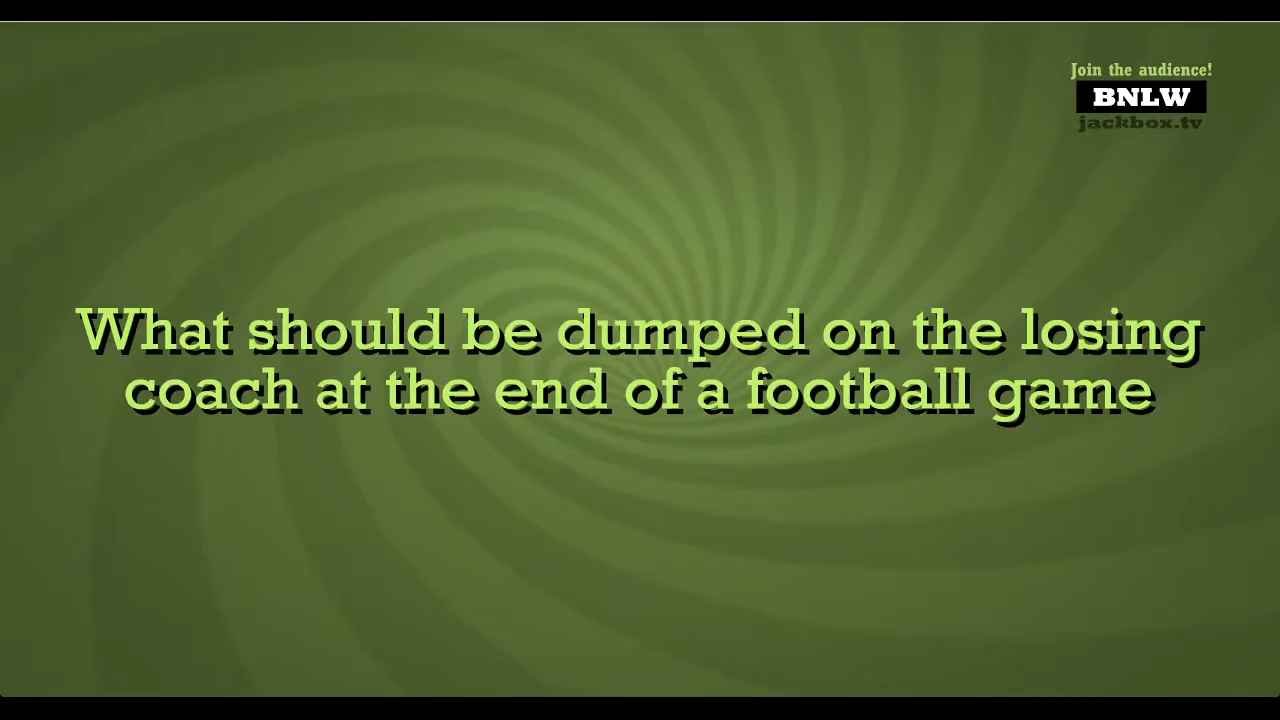 Join the audience!
BNLW
jackbox.tv
What should be dumped on the losing
coach at the end of a football game